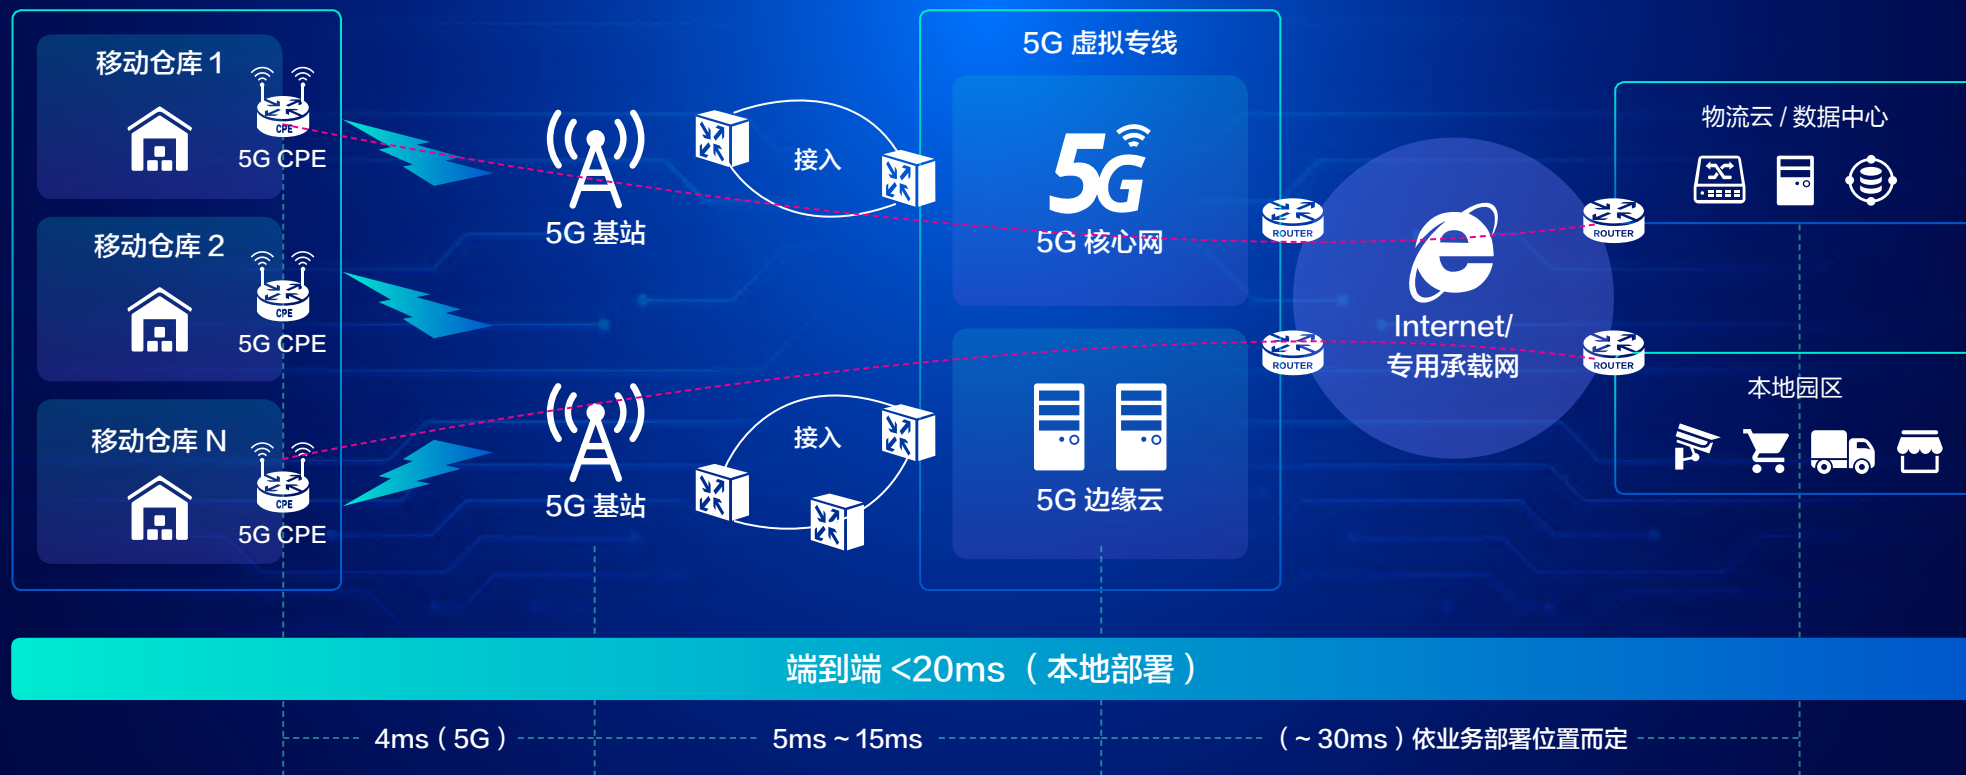 移动仓库 1
CPE
5G CPE
移动仓库 2
CPE
5G CPE
移动仓库 N
CPE
5G CPE
5G 基站
接入
5G 基站
接入
5G 虚拟专线
5G
5G 核心网
5G 边缘云
ROUTER
ROUTER
Internet/
专用承载网
ROUTER
ROUTER
物流云 / 数据中心
本地园区
端到端 <20ms（本地部署）
4ms（5G）
5ms ~ 15ms
（~ 30ms）依业务部署位置而定